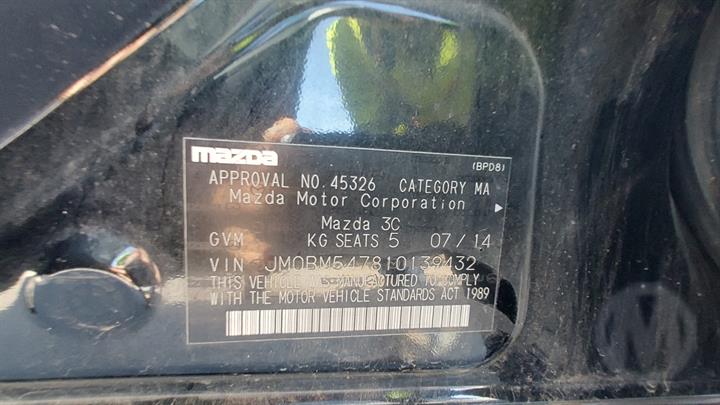 mazda
(BPD8)
APPROVAL NO.45326 CATEGORY MA
Mazda Motor Corporation
Mazda 3C
GVM KG SEATS 5 07/14
VIN JM0BM547810139432
THIS VEHICLE WAS MANUFACTURED TO COMPLY
WITH THE MOTOR VEHICLE STANDARDS ACT 1989
M